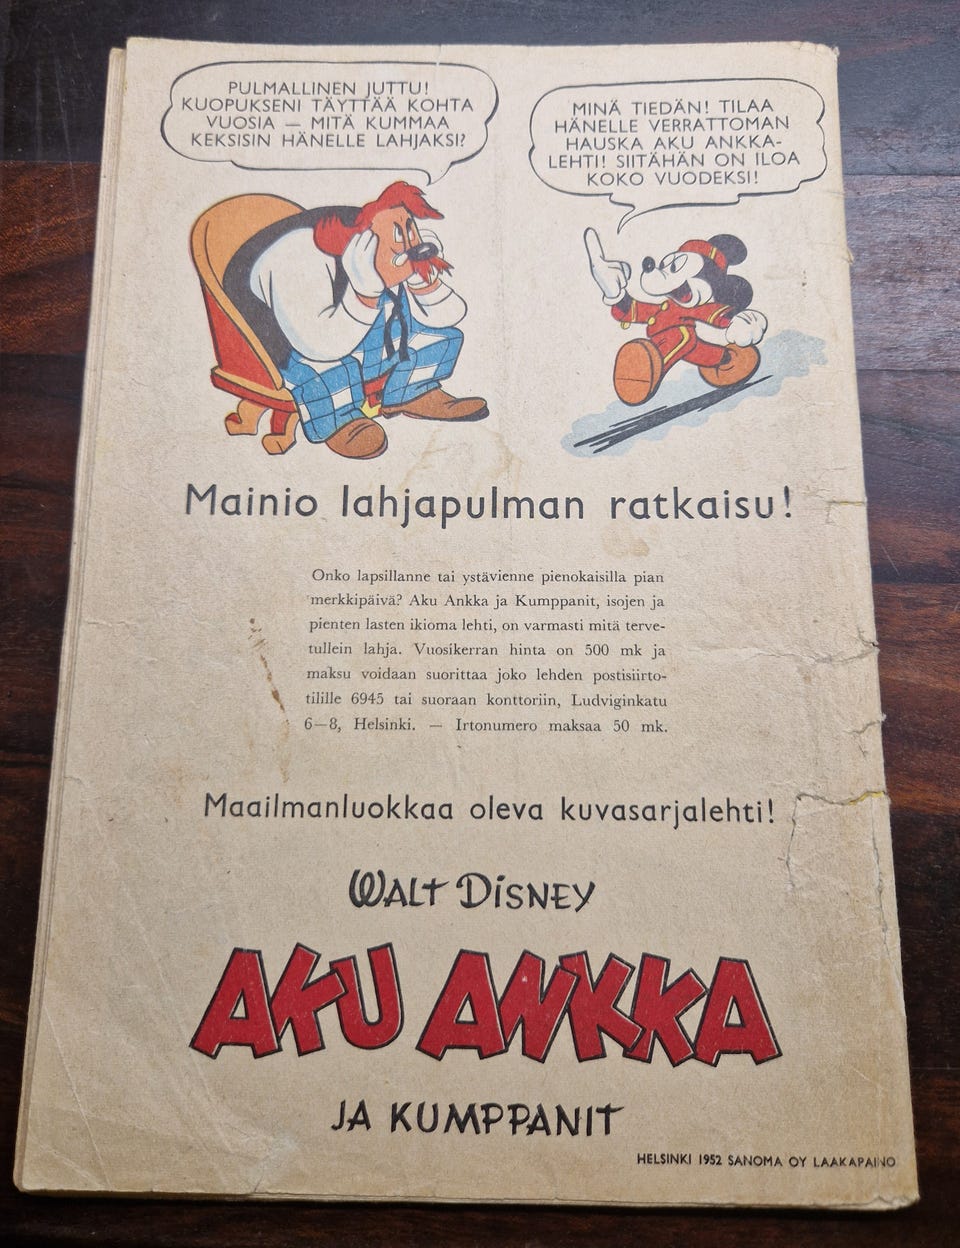 PULMALLINEN JUTTU!
KUOPUKSENI TÄYTTÄÄ KOHTA
VUOSIA — MITÄ KUMMAA
KEKSISIN HÄNELLE LAHJAKSI?
MINÄ TIEDÄN! TILAA
HÄNELLE VERRATTOMAN
HAUSKA AKU ANKKA-
LEHTI! SIITÄHÄN ON ILOA
KOKO VUODEKSI!
Mainio lahjapulman ratkaisu!
Onko lapsillanne tai ystävienne pienokaisilla pian
merkkipäivä? Aku Ankka ja Kumppanit, isojen ja
pienten lasten ikioma lehti, on varmasti mitä terve-
tullein lahja. Vuosikerran hinta on 500 mk ja
maksu voidaan suorittaa joko lehden postisiirto-
tilille 6945 tai suoraan konttoriin, Ludviginkatu
6—8, Helsinki. — Irtonumero maksaa 50 mk.
Maailmanluokkaa oleva kuvasarjalehti!
WALT DISNEY
AKU ANKKA
JA KUMPPANIT
HELSINKI 1952 SANOMA OY LAAKAPAINO